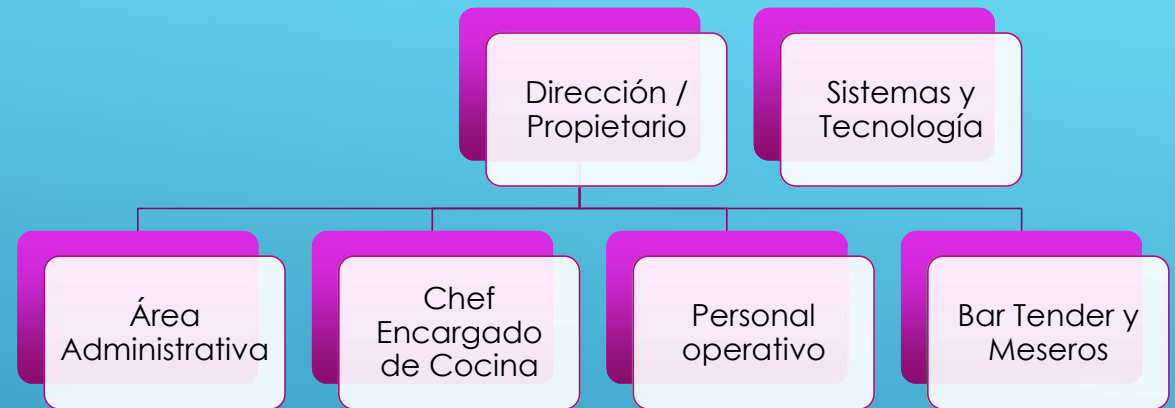 Dirección /
Propietario
Sistemas y
Tecnología
Área
Administrativa
Chef
Encargado
de Cocina
Personal
operativo
Bar Tender y
Meseros